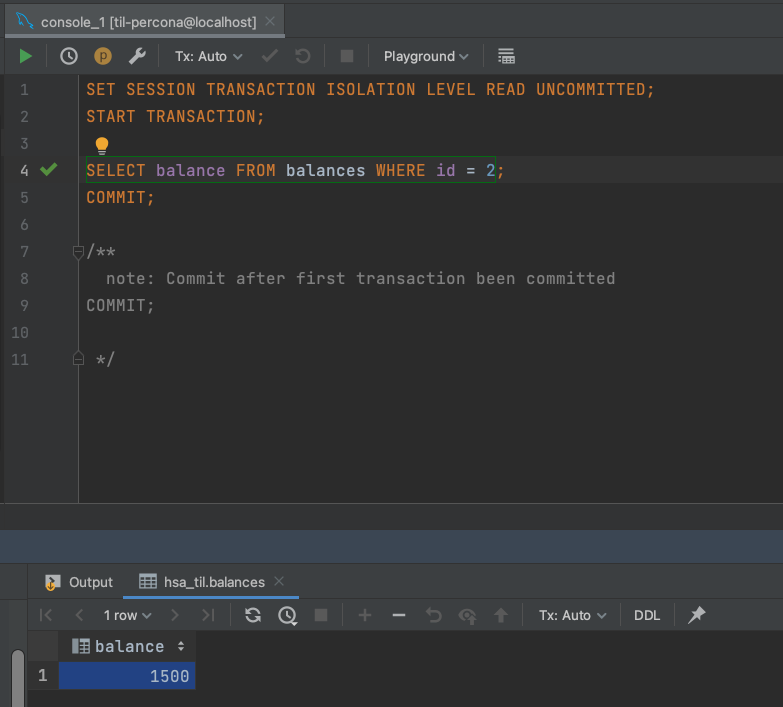 console_1 [til-percona@localhost]
p Tx: Auto Playground
1 SET SESSION TRANSACTION ISOLATION LEVEL READ UNCOMMITTED;
2 START TRANSACTION;
3
4 SELECT balance FROM balances WHERE id = 2;
5 COMMIT;
6
7 /**
8 note: Commit after first transaction been committed
9 COMMIT;
10
11 */
Output hsa_til.balances
1 row Tx: Auto DDL
balance
1 1500